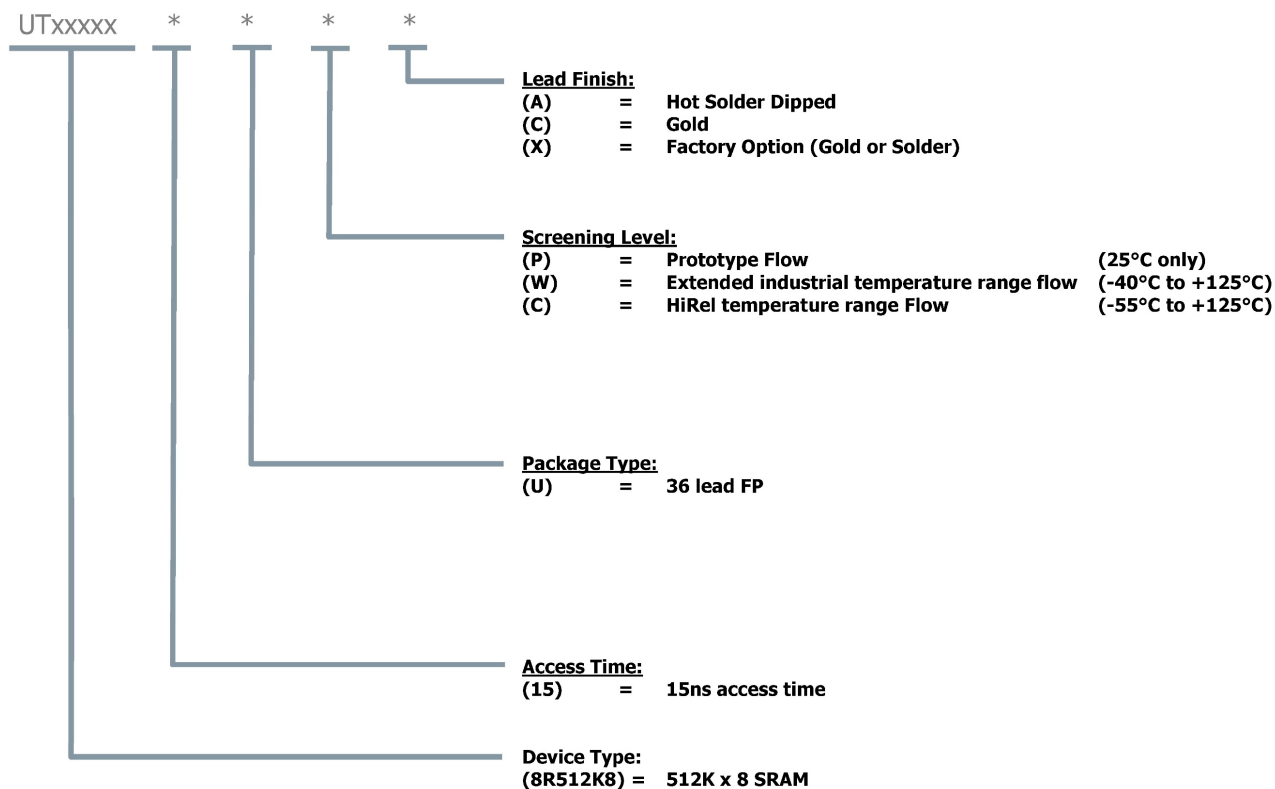 UTxxxxx * * * *
Lead Finish:
(A) = Hot Solder Dipped
(C) = Gold
(X) = Factory Option (Gold or Solder)
Screening Level:
(P) = Prototype Flow (25°C only)
(W) = Extended industrial temperature range flow (-40°C to +125°C)
(C) = HiRel temperature range Flow (-55°C to +125°C)
Package Type:
(U) = 36 lead FP
Access Time:
(15) = 15ns access time
Device Type:
(8R512K8) = 512K x 8 SRAM